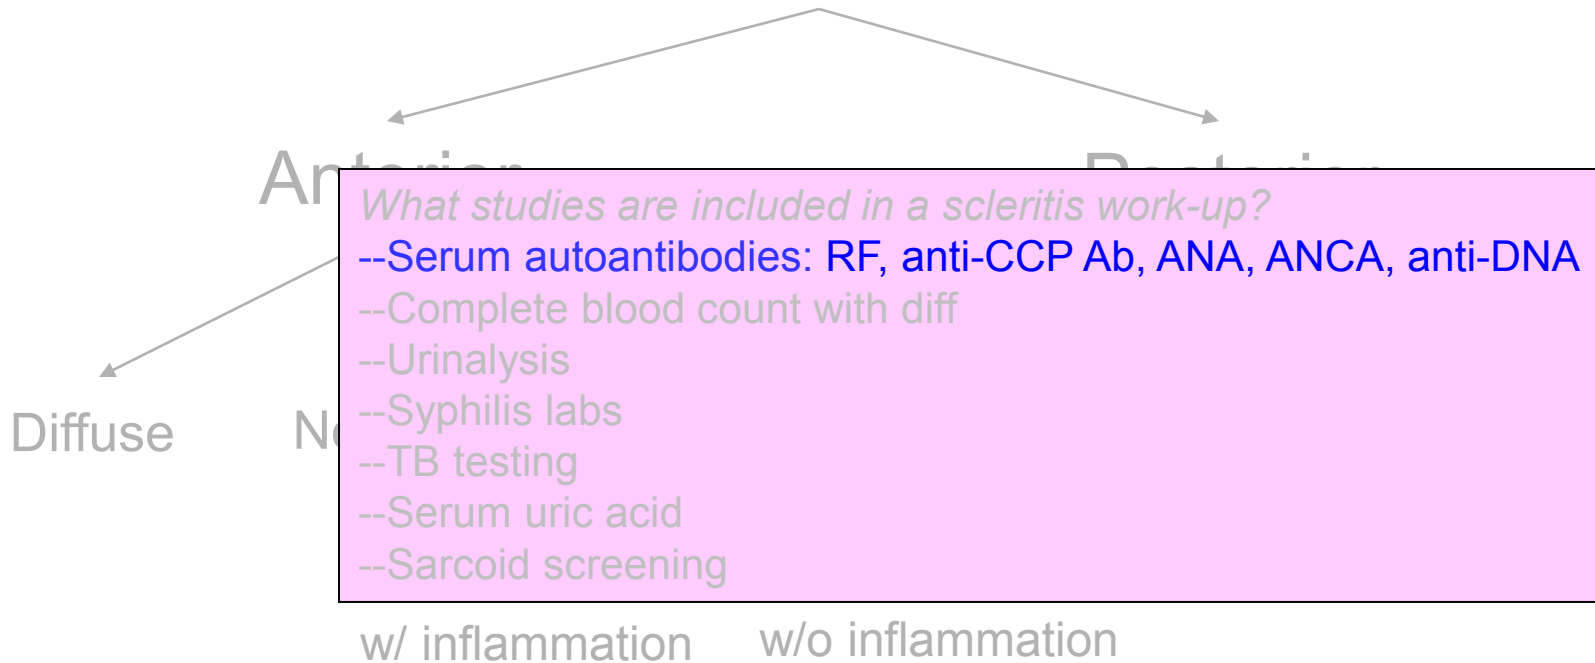 What studies are included in a scleritis work-up?
--Serum autoantibodies: RF, anti-CCP Ab, ANA, ANCA, anti-DNA
--Complete blood count with diff
--Urinalysis
--Syphilis labs
--TB testing
--Serum uric acid
--Sarcoid screening
Diffuse
w/ inflammation
w/o inflammation